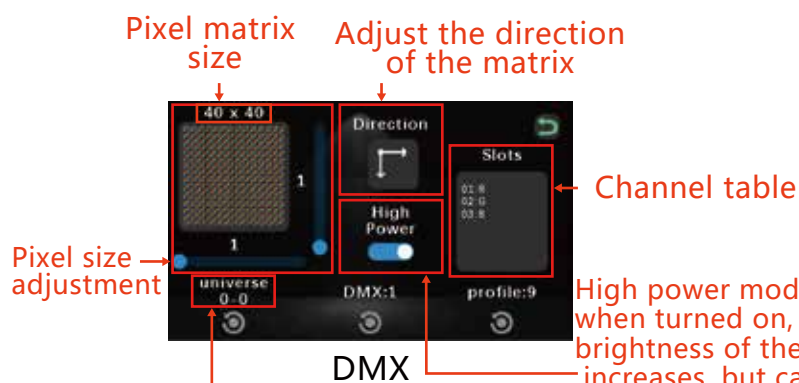 Pixel matrix
size
Adjust the direction
of the matrix
40 x 40
1
1
Direction
High
Power
Slots
01:R
02:G
03:B
Channel table
Pixel size
adjustment
universe
0-0
DMX:1
profile:9
High power mod
when turned on,
brightness of the
increases, but ca
DMX